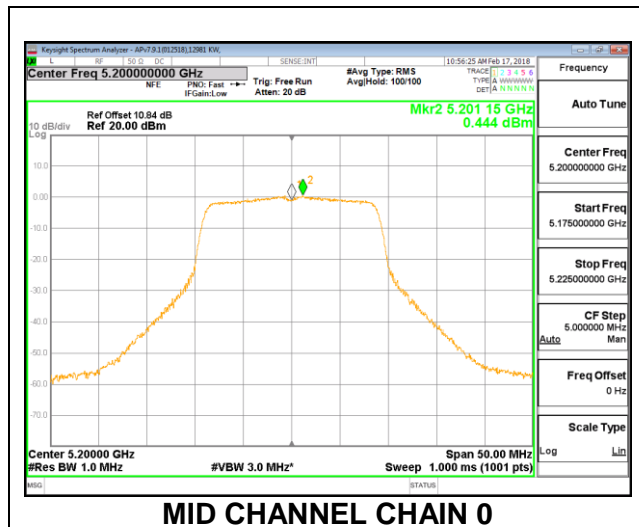 Keysight Spectrum Analyzer - APv7.9.1(012518),12981 KW,
L RF 50 Ω DC SENSE:INT 10:56:25 AM Feb 17, 2018
Center Freq 5.200000000 GHz
NFE PNO: Fast IFGain:Low
Trig: Free Run
Atten: 20 dB
#Avg Type: RMS
Avg|Hold: 100/100
TRACE 1 2 3 4 5 6
TYPE A WWWWW
DET A NNNNN
Frequency
Auto Tune
Center Freq
5.200000000 GHz
Start Freq
5.175000000 GHz
Stop Freq
5.225000000 GHz
CF Step
5.000000 MHz
Auto Man
Freq Offset
0 Hz
Scale Type
Log Lin
Ref Offset 10.84 dB
10 dB/div Ref 20.00 dBm
Log
Mkr2 5.201 15 GHz
0.444 dBm
10.0
0.00
-10.0
-20.0
-30.0
-40.0
-50.0
-60.0
-70.0
2
Center 5.20000 GHz Span 50.00 MHz
#Res BW 1.0 MHz #VBW 3.0 MHz* Sweep 1.000 ms (1001 pts)
MSG STATUS
MID CHANNEL CHAIN 0